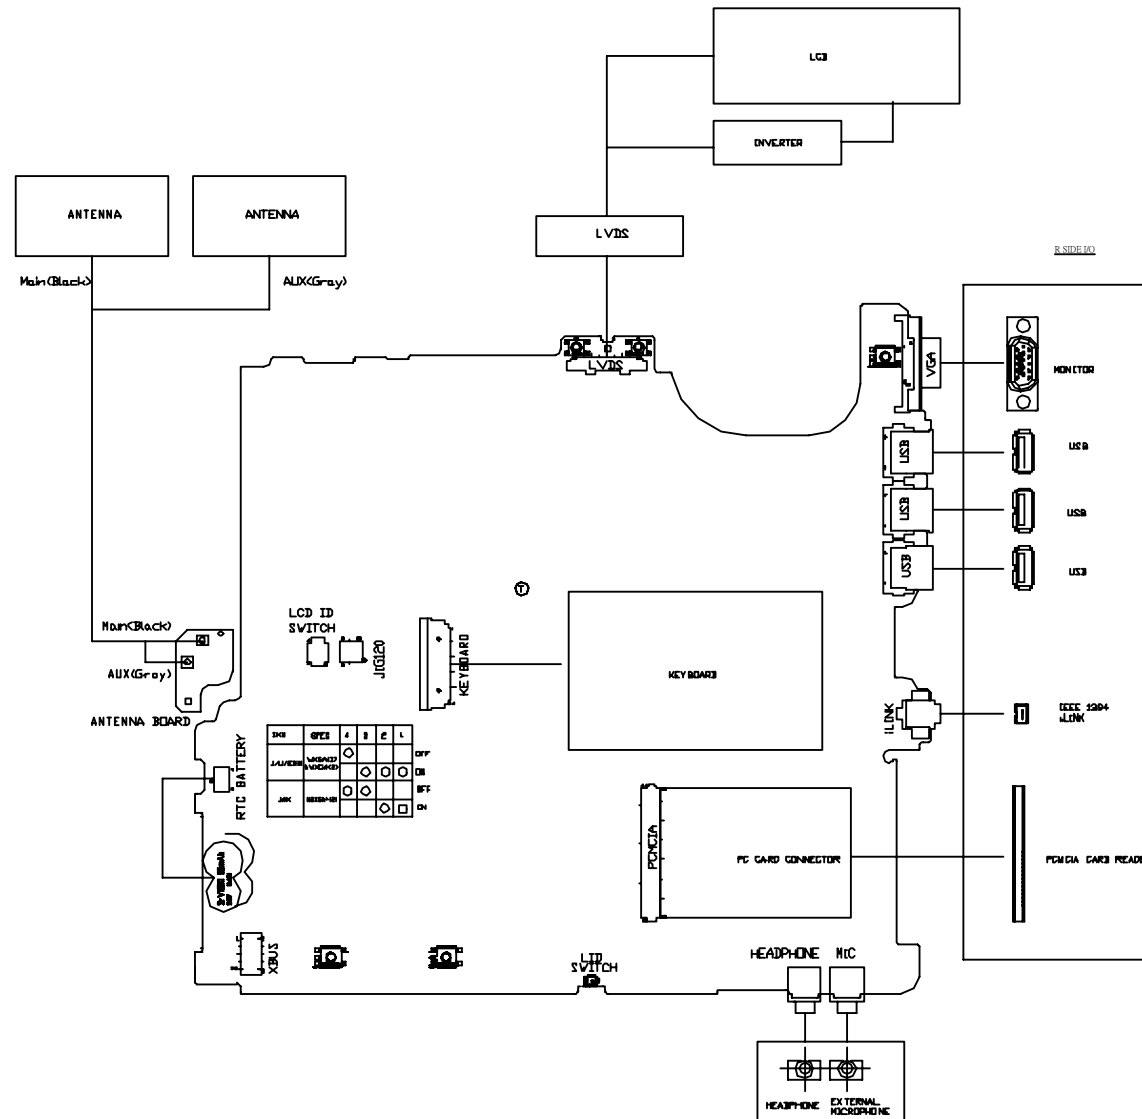 LCD
INVERTER
ANTENNA
ANTENNA
LVDS
R SIDE I/O
Main(Black)
AUX(Gray)
LVDS
VGA
MONITOR
USB
USB
USB
USB
USB
USB
LCD ID
SWITCH
JIG120
KEYBOARD
KEYBOARD
Main(Black)
AUX(Gray)
ANTENNA BOARD
iLINK
IEEE 1394
iLINK
RTC BATTERY
OFF
ON
OFF
ON
PCMCIA
PC CARD CONNECTOR
PCMCIA CARD READE
XBUS
LID
SWITCH
HEADPHONE
MIC
HEADPHONE
EXTERNAL
MICROPHONE